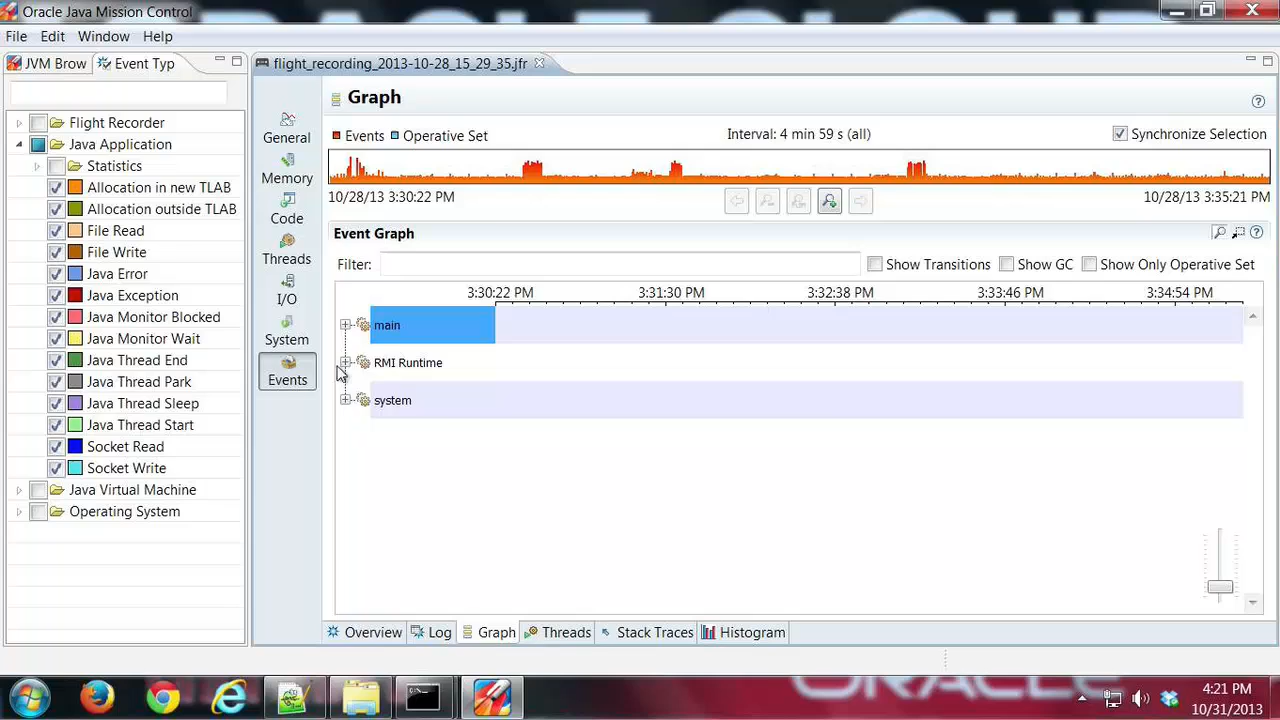 Oracle Java Mission Control
File Edit Window Help
JVM Brow
Event Typ
flight_recording_2013-10-28_15_29_35.jfr
Flight Recorder
Java Application
Statistics
Allocation in new TLAB
Allocation outside TLAB
File Read
File Write
Java Error
Java Exception
Java Monitor Blocked
Java Monitor Wait
Java Thread End
Java Thread Park
Java Thread Sleep
Java Thread Start
Socket Read
Socket Write
Java Virtual Machine
Operating System
General
Memory
Code
Threads
I/O
System
Events
Graph
Events Operative Set Interval: 4 min 59 s (all) Synchronize Selection
10/28/13 3:30:22 PM 10/28/13 3:35:21 PM
Event Graph
Filter: Show Transitions Show GC Show Only Operative Set
3:30:22 PM 3:31:30 PM 3:32:38 PM 3:33:46 PM 3:34:54 PM
main
RMI Runtime
system
Overview Log Graph Threads Stack Traces Histogram
4:21 PM
10/31/2013